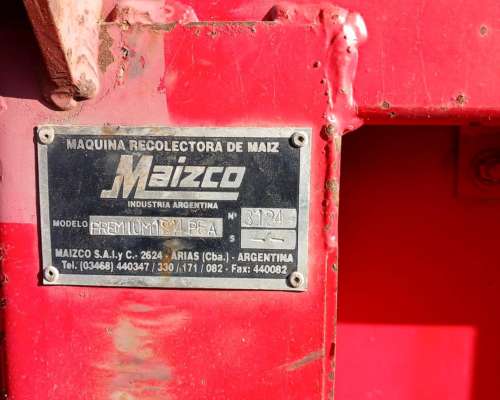 MAQUINA RECOLECTORA DE MAIZ
Maizco
INDUSTRIA ARGENTINA
MODELO PREMIUM Nº 3124
S
MAIZCO S.A.I.y C.- 2624 - ARIAS (Cba.) - ARGENTINA
Tel. (03468) 440347 / 330 / 171 / 082 - Fax: 440082